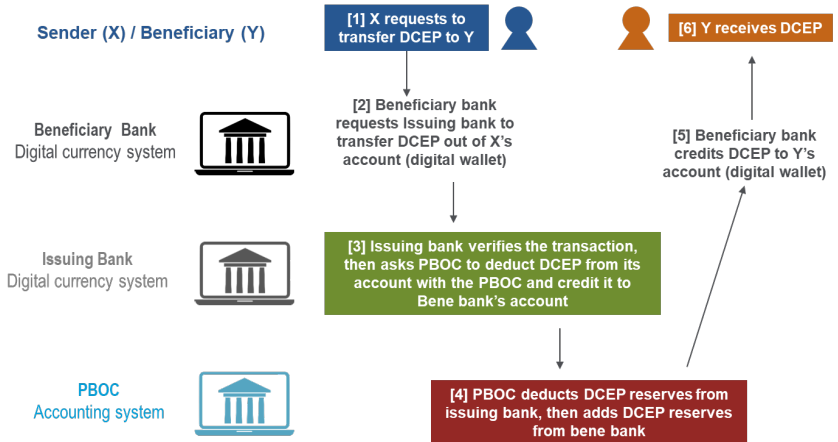 Sender (X) / Beneficiary (Y)
[1] X requests to
transfer DCEP to Y
[6] Y receives DCEP
Beneficiary Bank
Digital currency system
[2] Beneficiary bank
requests Issuing bank to
transfer DCEP out of X's
account (digital wallet)
[5] Beneficiary bank
credits DCEP to Y's
account (digital wallet)
Issuing Bank
Digital currency system
[3] Issuing bank verifies the transaction,
then asks PBOC to deduct DCEP from its
account with the PBOC and credit it to
Bene bank's account
PBOC
Accounting system
[4] PBOC deducts DCEP reserves from
issuing bank, then adds DCEP reserves
from bene bank